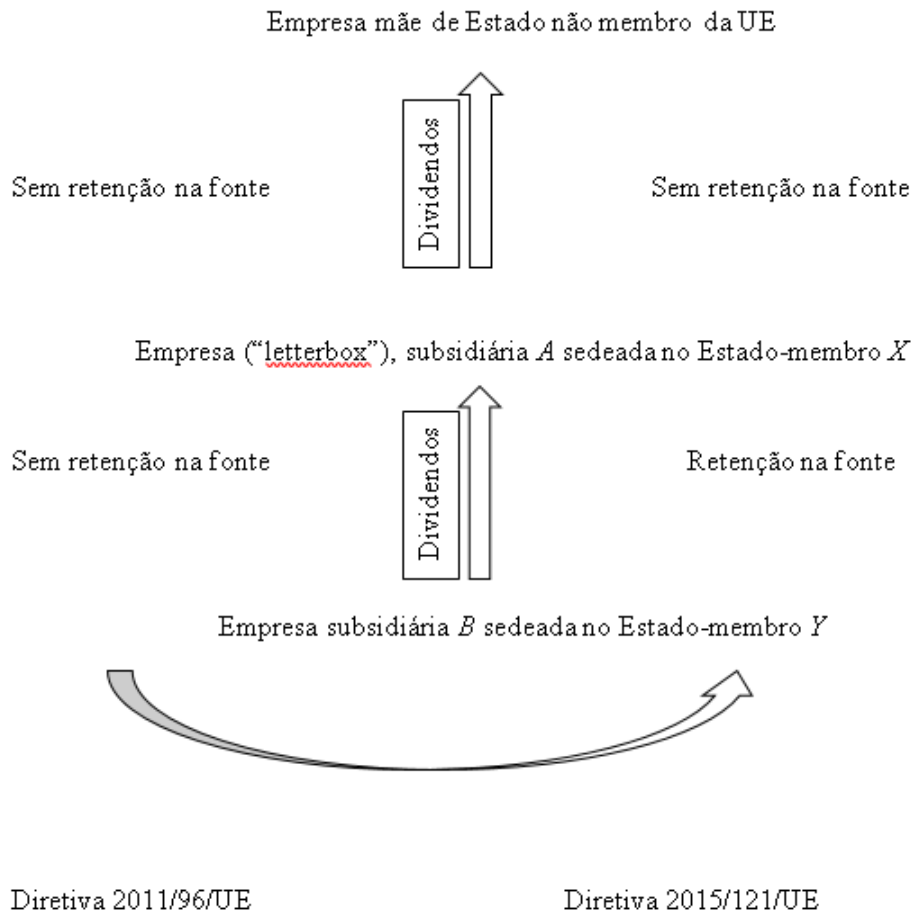 Empresa mãe de Estado não membro da UE
Dividendos
Sem retenção na fonte
Sem retenção na fonte
Empresa (“letterbox”), subsidiária A sedeada no Estado-membro X
Dividendos
Sem retenção na fonte
Retenção na fonte
Empresa subsidiária B sedeada no Estado-membro Y
Diretiva 2011/96/UE
Diretiva 2015/121/UE